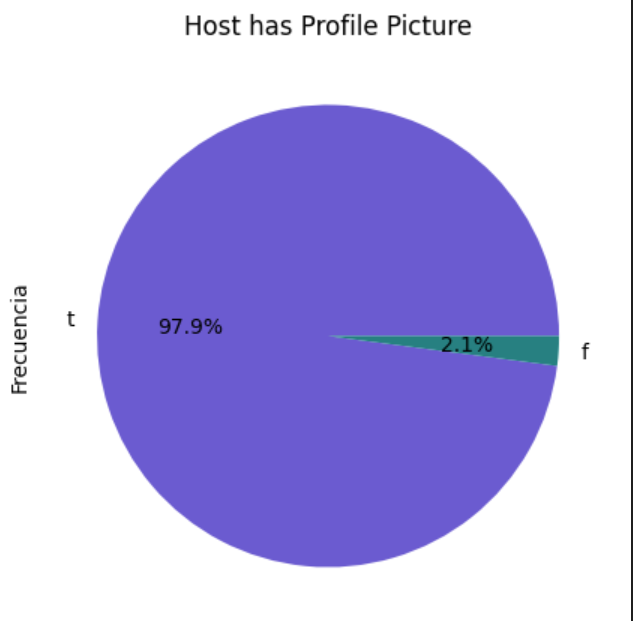 Host has Profile Picture
Frecuencia
t
97.9%
2.1%
f